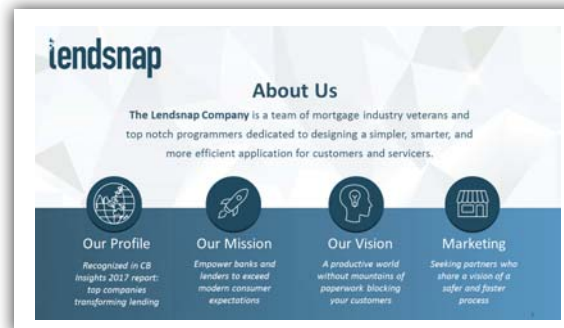 lendsnap
About Us
The Lendsnap Company is a team of mortgage industry veterans and
top notch programmers dedicated to designing a simpler, smarter, and
more efficient application for customers and servicers.
Our Profile
Recognized in CB
Insights 2017 report:
top companies
transforming lending
Our Mission
Empower banks and
lenders to exceed
modern consumer
expectations
Our Vision
A productive world
without mountains of
paperwork blocking
your customers
Marketing
Seeking partners who
share a vision of a
safer and faster
process